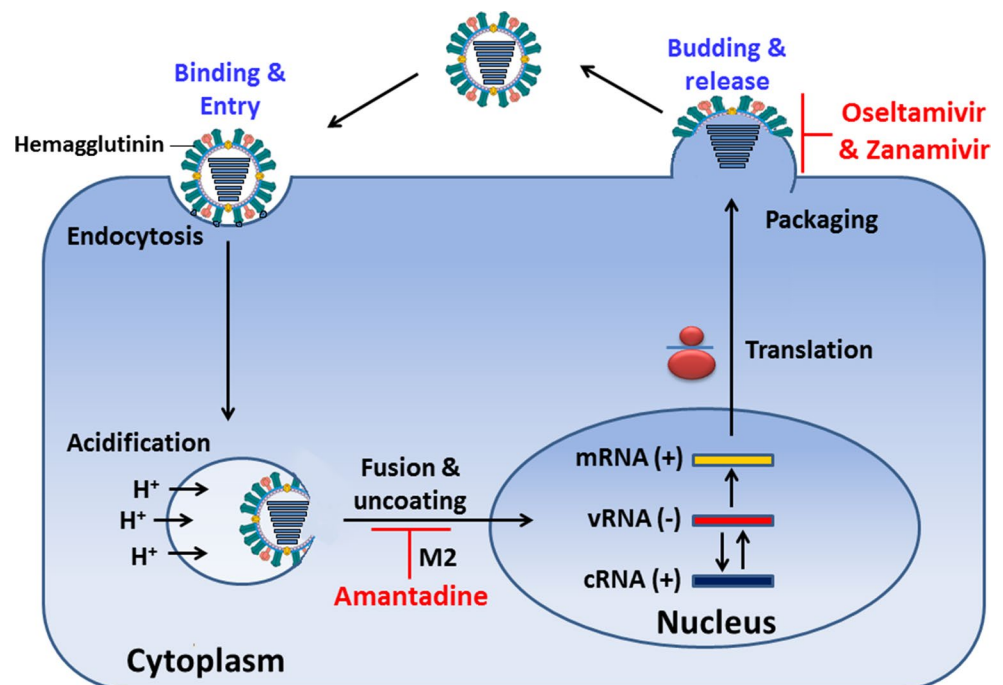 Binding &
Entry
Hemagglutinin
Endocytosis
Budding &
release
Oseltamivir
& Zanamivir
Packaging
Translation
Acidification
H⁺
H⁺
H⁺
Fusion &
uncoating
M2
Amantadine
mRNA (+)
vRNA (-)
cRNA (+)
Nucleus
Cytoplasm